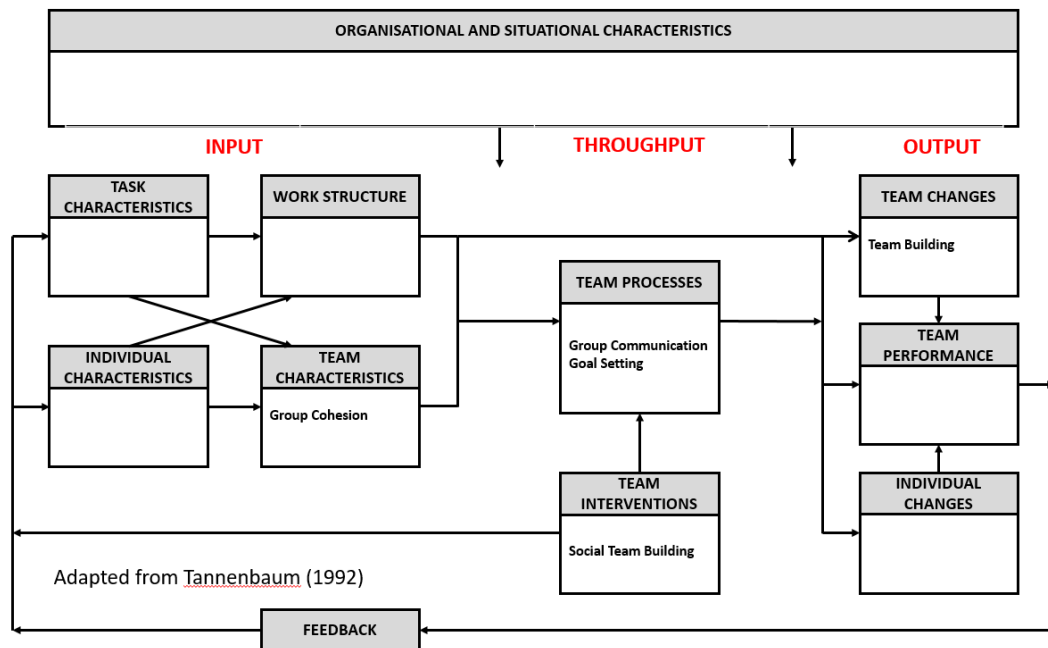 ORGANISATIONAL AND SITUATIONAL CHARACTERISTICS
INPUT
THROUGHPUT
OUTPUT
TASK
CHARACTERISTICS
WORK STRUCTURE
TEAM CHANGES
Team Building
TEAM PROCESSES
Group Communication
Goal Setting
INDIVIDUAL
CHARACTERISTICS
TEAM
CHARACTERISTICS
Group Cohesion
TEAM
PERFORMANCE
TEAM
INTERVENTIONS
Social Team Building
INDIVIDUAL
CHANGES
Adapted from Tannenbaum (1992)
FEEDBACK